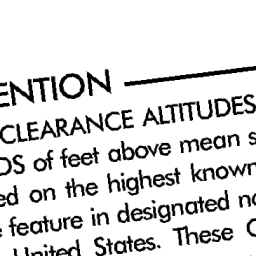 ENTION
CLEARANCE ALTITUDES
DS of feet above mean s
ed on the highest known
feature in designated
United States. These